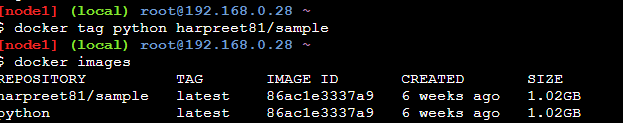 [node1] (local) root@192.168.0.28 ~
$ docker tag python harpreet81/sample
[node1] (local) root@192.168.0.28 ~
$ docker images
REPOSITORY TAG IMAGE ID CREATED SIZE
harpreet81/sample latest 86ac1e3337a9 6 weeks ago 1.02GB
python latest 86ac1e3337a9 6 weeks ago 1.02GB